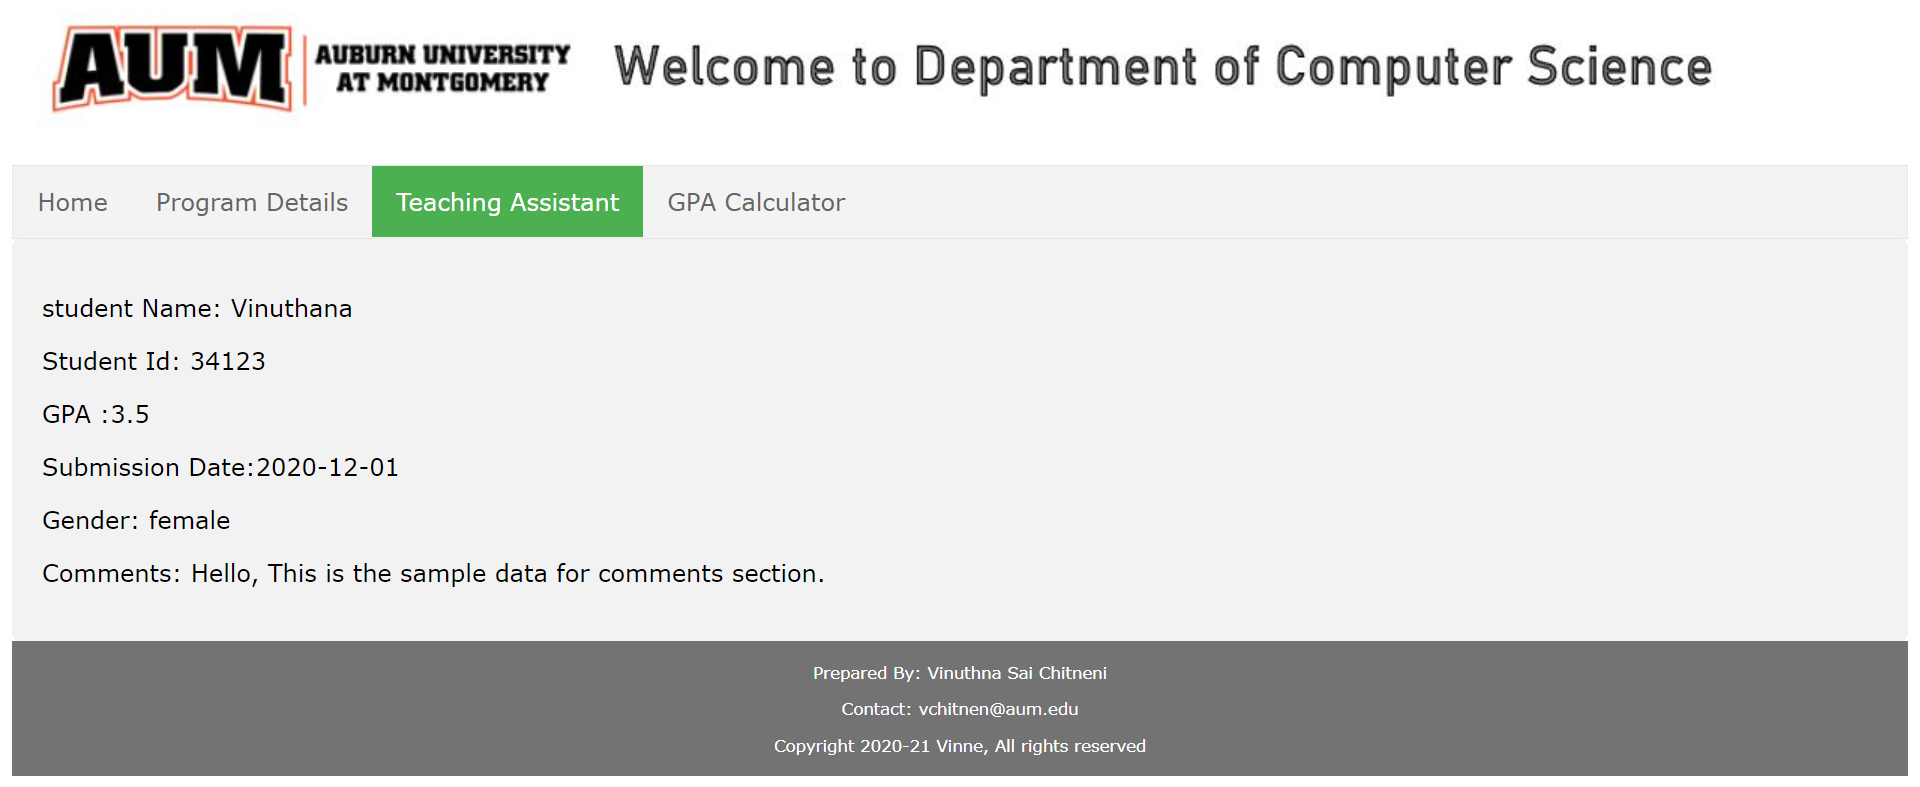 AUM AUBURN UNIVERSITY
AT MONTGOMERY
Welcome to Department of Computer Science
Home Program Details Teaching Assistant GPA Calculator
student Name: Vinuthana
Student Id: 34123
GPA :3.5
Submission Date:2020-12-01
Gender: female
Comments: Hello, This is the sample data for comments section.
Prepared By: Vinuthna Sai Chitneni
Contact: vchitnen@aum.edu
Copyright 2020-21 Vinne, All rights reserved